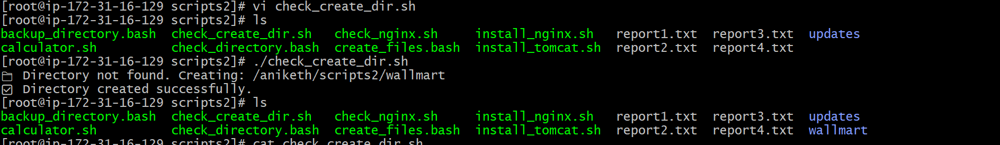 [root@ip-172-31-16-129 scripts2]# vi check_create_dir.sh
[root@ip-172-31-16-129 scripts2]# ls
backup_directory.bash  check_create_dir.sh   check_nginx.sh     install_nginx.sh   report1.txt  report3.txt  updates
calculator.sh          check_directory.bash  create_files.bash  install_tomcat.sh  report2.txt  report4.txt
[root@ip-172-31-16-129 scripts2]# ./check_create_dir.sh
Directory not found. Creating: /aniketh/scripts2/wallmart
Directory created successfully.
[root@ip-172-31-16-129 scripts2]# ls
backup_directory.bash  check_create_dir.sh   check_nginx.sh     install_nginx.sh   report1.txt  report3.txt  updates
calculator.sh          check_directory.bash  create_files.bash  install_tomcat.sh  report2.txt  report4.txt  wallmart
[root@ip-172-31-16-129 scripts2]# cat check_create_dir.sh